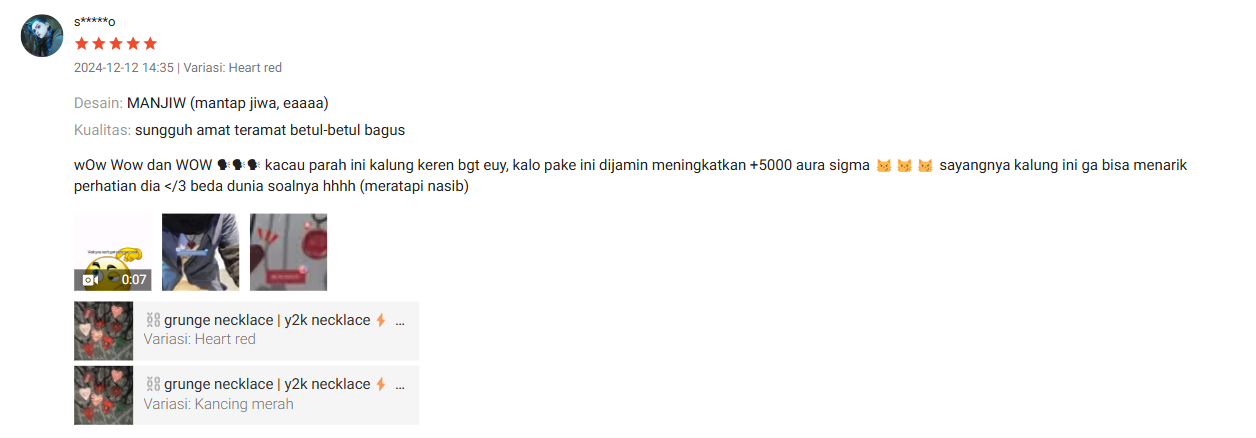 s*****o
2024-12-12 14:35 | Variasi: Heart red
Desain: MANJIW (mantap jiwa, eaaaa)
Kualitas: sungguh amat teramat betul-betul bagus
wOw Wow dan WOW 🗣🗣🗣 kacau parah ini kalung keren bgt euy, kalo pake ini dijamin meningkatkan +5000 aura sigma 😼 😼 😼 sayangnya kalung ini ga bisa menarik
perhatian dia </3 beda dunia soalnya hhhh (meratapi nasib)
0:07
⛓ grunge necklace | y2k necklace ⚡ ...
Variasi: Heart red
⛓ grunge necklace | y2k necklace ⚡ ...
Variasi: Kancing merah